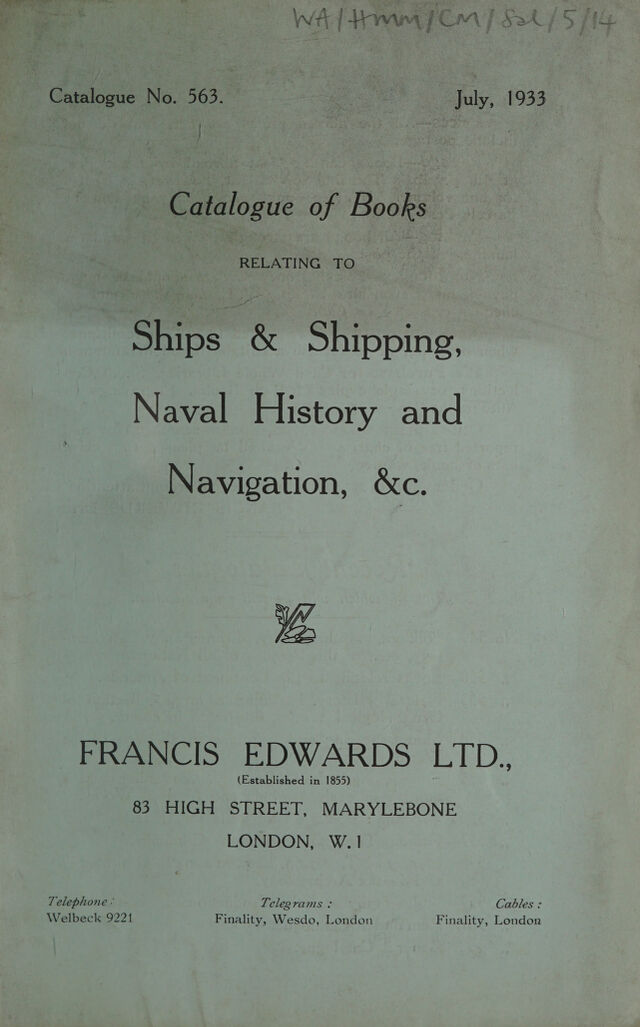 WA/Hmm/CM/Sal/5/14
Catalogue No. 563. July, 1933
Catalogue of Books
RELATING TO
Ships & Shipping,
Naval History and
Navigation, &c.
FRANCIS EDWARDS LTD.,
(Established in 1855)
83 HIGH STREET, MARYLEBONE
LONDON, W. 1
Telephone : Telegrams : Cables :
Welbeck 9221 Finality, Wesdo, London Finality, London